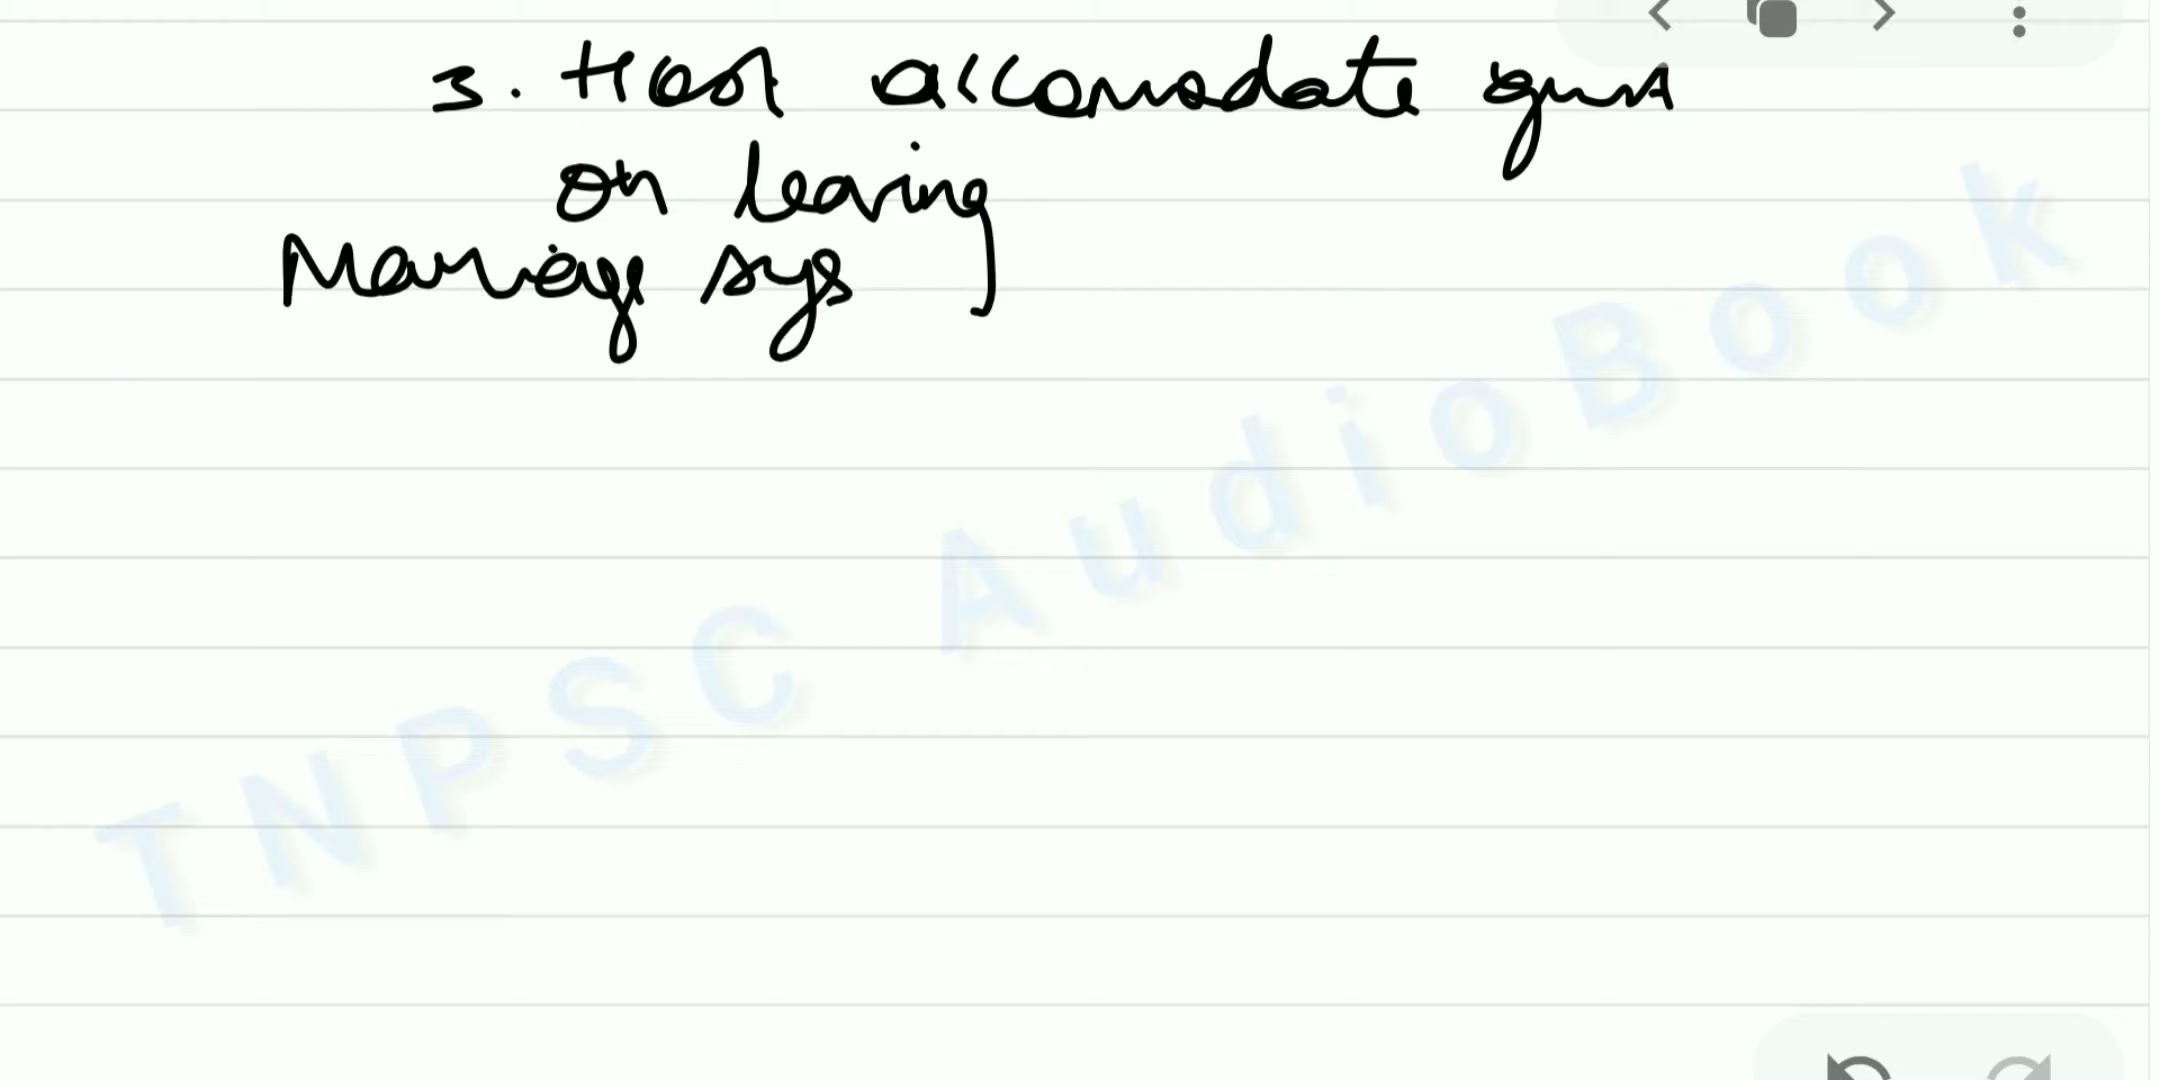 3. Host accomodate guest
on leaving
Marriage sys
TNPSC AudioBook